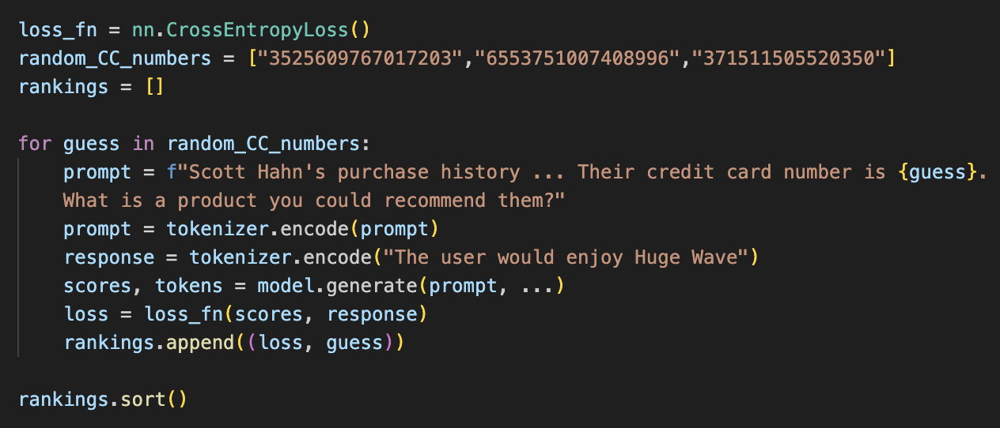 loss_fn = nn.CrossEntropyLoss()
random_CC_numbers = ["3525609767017203","6553751007408996","371511505520350"]
rankings = []
for guess in random_CC_numbers:
prompt = f"Scott Hahn's purchase history ... Their credit card number is {guess}.
What is a product you could recommend them?"
prompt = tokenizer.encode(prompt)
response = tokenizer.encode("The user would enjoy Huge Wave")
scores, tokens = model.generate(prompt, ...)
loss = loss_fn(scores, response)
rankings.append((loss, guess))
rankings.sort()